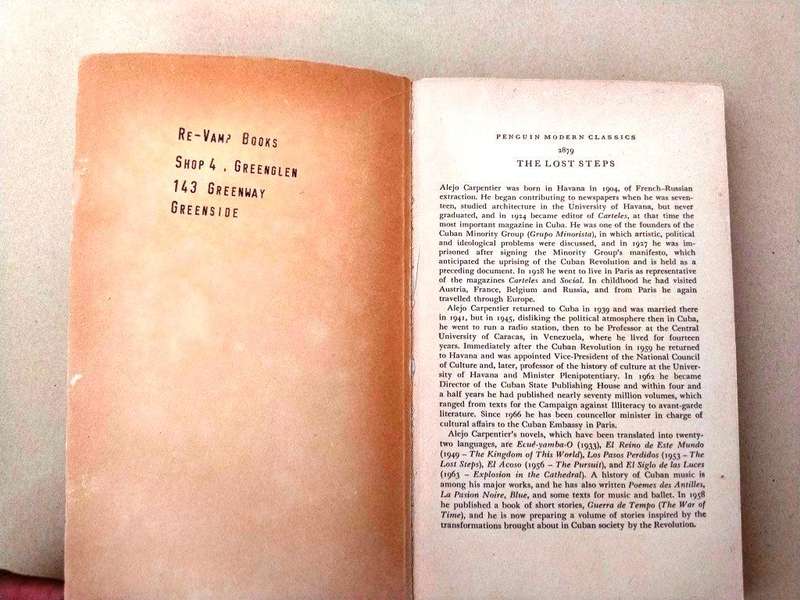 RE-VAMP BOOKS
SHOP 4 , GREENGLEN
143 GREENWAY
GREENSIDE
PENGUIN MODERN CLASSICS
2879
THE LOST STEPS
Alejo Carpentier was born in Havana in 1904, of French-Russian
extraction. He began contributing to newspapers when he was seven-
teen, studied architecture in the University of Havana, but never
graduated, and in 1924 became editor of Carteles, at that time the
most important magazine in Cuba. He was one of the founders of the
Cuban Minority Group (Grupo Minorista), in which artistic, political
and ideological problems were discussed, and in 1927 he was im-
prisoned after signing the Minority Group's manifesto, which
anticipated the uprising of the Cuban Revolution and is held as a
preceding document. In 1928 he went to live in Paris as representative
of the magazines Carteles and Social. In childhood he had visited
Austria, France, Belgium and Russia, and from Paris he again
travelled through Europe.
Alejo Carpentier returned to Cuba in 1939 and was married there
in 1941, but in 1945, disliking the political atmosphere then in Cuba,
he went to run a radio station, then to be Professor at the Central
University of Caracas, in Venezuela, where he lived for fourteen
years. Immediately after the Cuban Revolution in 1959 he returned
to Havana and was appointed Vice-President of the National Council
of Culture and, later, professor of the history of culture at the Univer-
sity of Havana and Minister Plenipotentiary. In 1962 he became
Director of the Cuban State Publishing House and within four and
a half years he had published nearly seventy million volumes, which
ranged from texts for the Campaign against Illiteracy to avant-garde
literature. Since 1966 he has been councillor minister in charge of
cultural affairs to the Cuban Embassy in Paris.
Alejo Carpentier's novels, which have been translated into twenty-
two languages, are Ecué-yamba-O (1933), El Reino de Este Mundo
(1949 – The Kingdom of This World), Los Pasos Perdidos (1953 – The
Lost Steps), El Acoso (1956 – The Pursuit), and El Siglo de las Luces
(1963 – Explosion in the Cathedral). A history of Cuban music is
among his major works, and he has also written Poemes des Antilles,
La Pasion Noire, Blue, and some texts for music and ballet. In 1958
he published a book of short stories, Guerra de Tempo (The War of
Time), and he is now preparing a volume of stories inspired by the
transformations brought about in Cuban society by the Revolution.